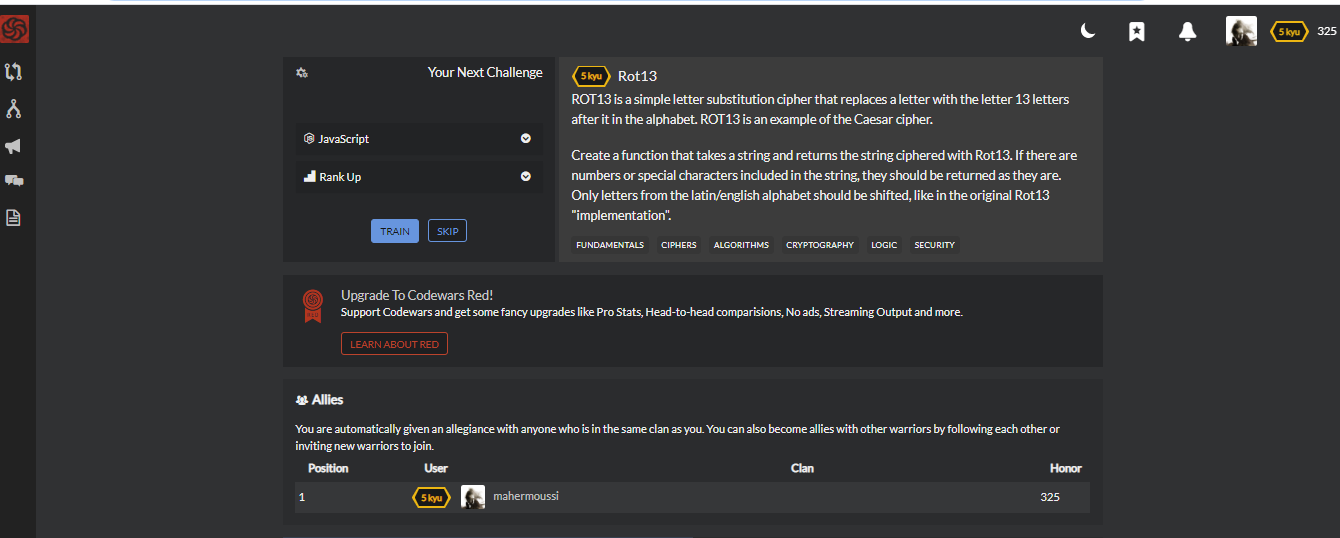 5 kyu 325
Your Next Challenge
JavaScript
Rank Up
TRAIN SKIP
5 kyu Rot13
ROT13 is a simple letter substitution cipher that replaces a letter with the letter 13 letters
after it in the alphabet. ROT13 is an example of the Caesar cipher.
Create a function that takes a string and returns the string ciphered with Rot13. If there are
numbers or special characters included in the string, they should be returned as they are.
Only letters from the latin/english alphabet should be shifted, like in the original Rot13
"implementation".
FUNDAMENTALS CIPHERS ALGORITHMS CRYPTOGRAPHY LOGIC SECURITY
Upgrade To Codewars Red!
Support Codewars and get some fancy upgrades like Pro Stats, Head-to-head comparisions, No ads, Streaming Output and more.
LEARN ABOUT RED
Allies
You are automatically given an allegiance with anyone who is in the same clan as you. You can also become allies with other warriors by following each other or
inviting new warriors to join.
Position User Clan Honor
1 5 kyu mahermoussi 325